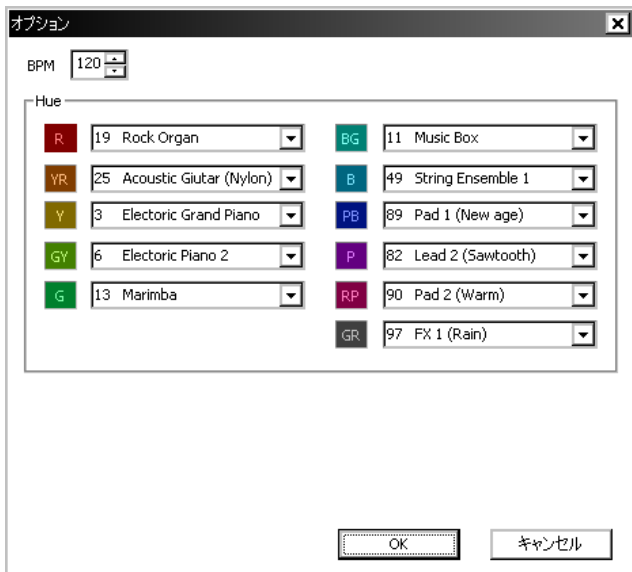 オプション
BPM 120
Hue
R 19 Rock Organ
YR 25 Acoustic Giutar (Nylon)
Y 3 Electoric Grand Piano
GY 6 Electoric Piano 2
G 13 Marimba
BG 11 Music Box
B 49 String Ensemble 1
PB 89 Pad 1 (New age)
P 82 Lead 2 (Sawtooth)
RP 90 Pad 2 (Warm)
GR 97 FX 1 (Rain)
OK キャンセル